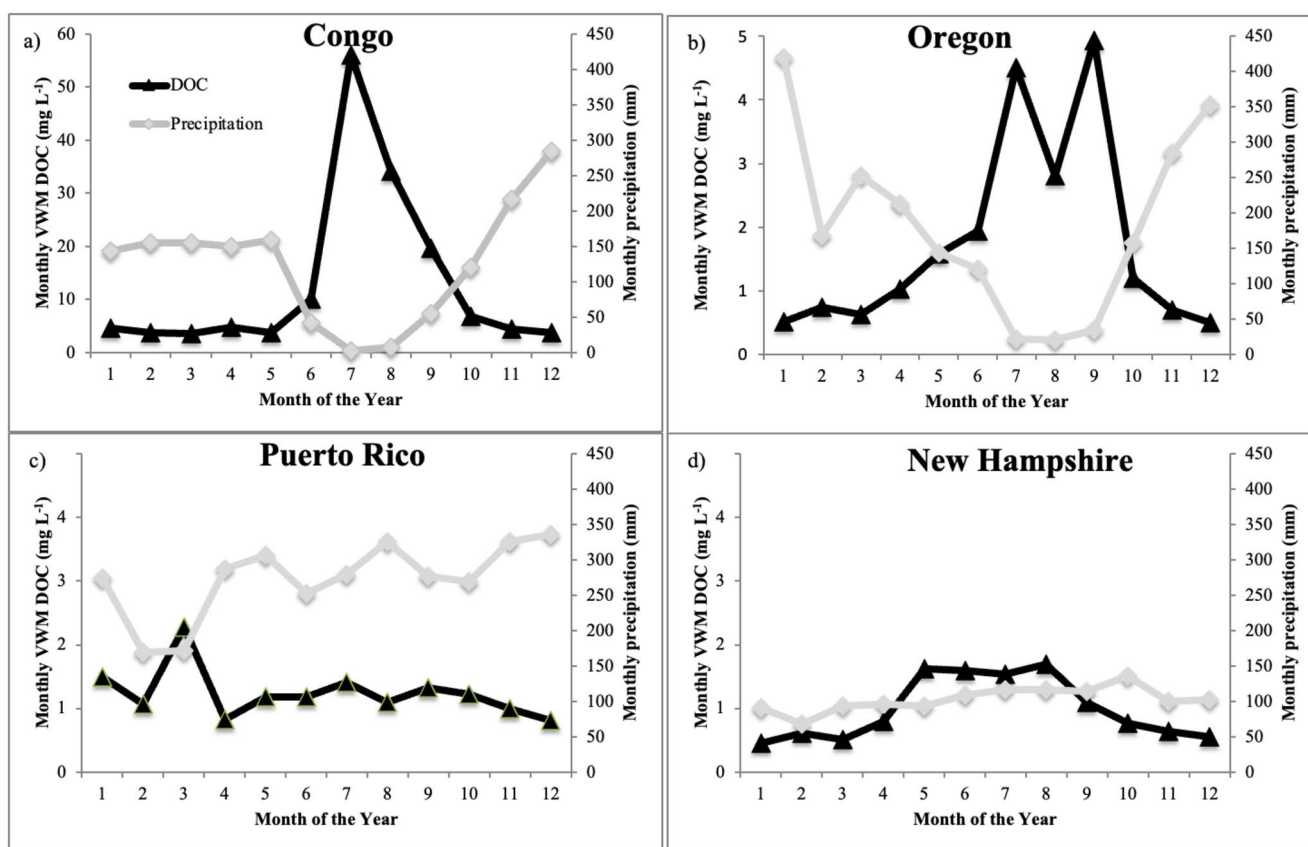 a)
Congo
DOC
Precipitation
Monthly VWM DOC (mg L⁻¹)
60
50
40
30
20
10
0
450
400
350
300
250
200
150
100
50
0
Monthly precipitation (mm)
1 2 3 4 5 6 7 8 9 10 11 12
Month of the Year
b)
Oregon
Monthly VWM DOC (mg L⁻¹)
5
4
3
2
1
0
450
400
350
300
250
200
150
100
50
0
Monthly precipitation (mm)
1 2 3 4 5 6 7 8 9 10 11 12
Month of the Year
c)
Puerto Rico
Monthly VWM DOC (mg L⁻¹)
4
3
2
1
0
450
400
350
300
250
200
150
100
50
0
Monthly precipitation (mm)
1 2 3 4 5 6 7 8 9 10 11 12
Month of the Year
d)
New Hampshire
Monthly VWM DOC (mg L⁻¹)
4
3
2
1
0
450
400
350
300
250
200
150
100
50
0
Monthly precipitation (mm)
1 2 3 4 5 6 7 8 9 10 11 12
Month of the Year